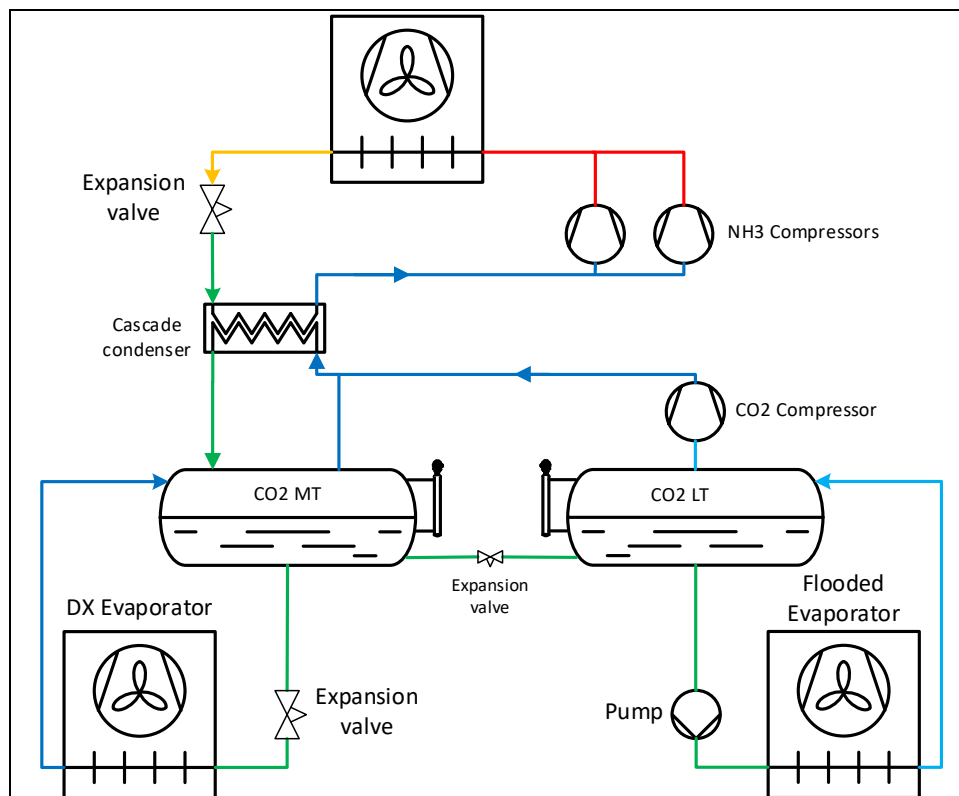 Expansion
valve
NH3 Compressors
Cascade
condenser
CO2 Compressor
CO2 MT
CO2 LT
Expansion
valve
DX Evaporator
Flooded
Evaporator
Expansion
valve
Pump